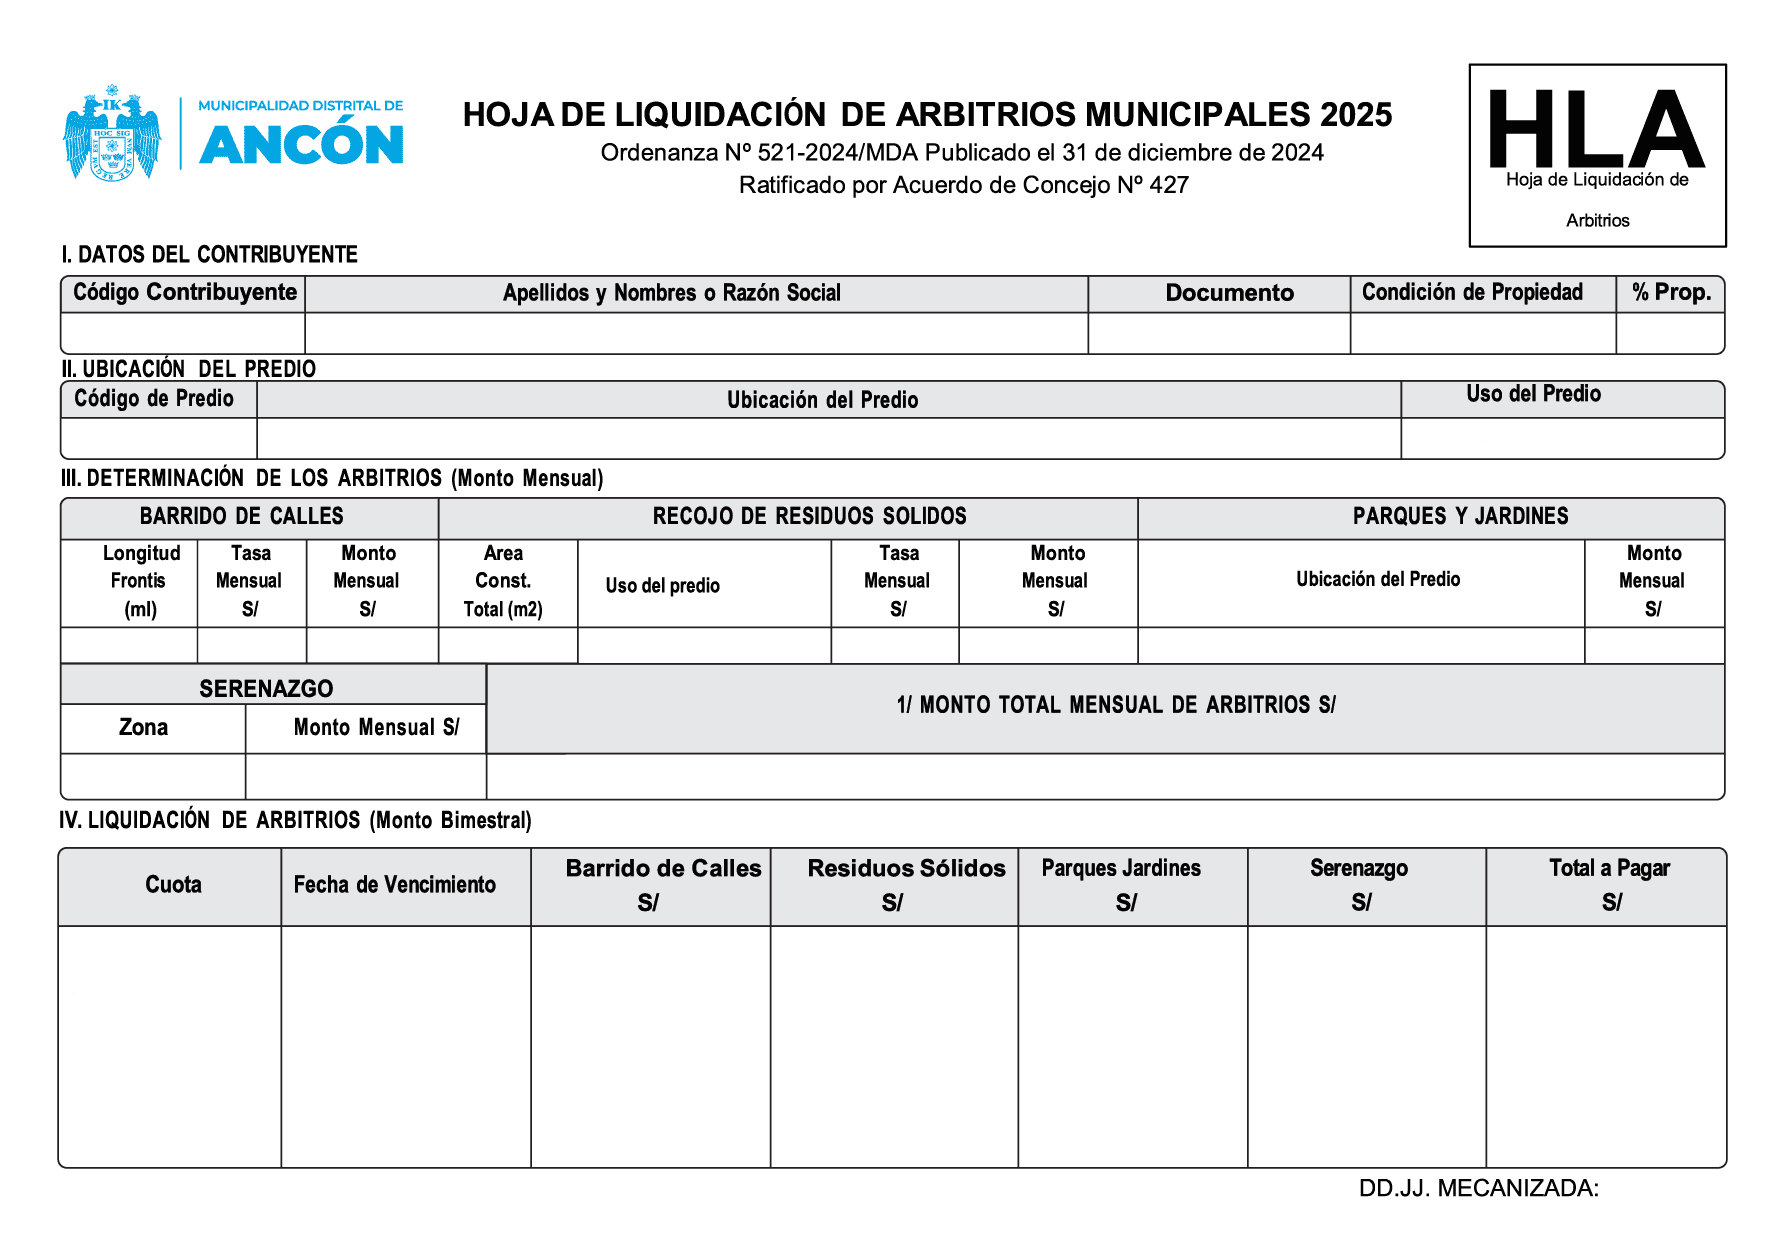 MUNICIPALIDAD DISTRITAL DE
ANCÓN
HOJA DE LIQUIDACIÓN DE ARBITRIOS MUNICIPALES 2025
Ordenanza Nº 521-2024/MDA Publicado el 31 de diciembre de 2024
Ratificado por Acuerdo de Concejo Nº 427
HLA
Hoja de Liquidación de
Arbitrios
IK
HOC SIG
I. DATOS DEL CONTRIBUYENTE
Código Contribuyente Apellidos y Nombres o Razón Social Documento Condición de Propiedad % Prop.
II. UBICACIÓN DEL PREDIO
Código de Predio Ubicación del Predio Uso del Predio
III. DETERMINACIÓN DE LOS ARBITRIOS (Monto Mensual)
BARRIDO DE CALLES RECOJO DE RESIDUOS SOLIDOS PARQUES Y JARDINES
Longitud Frontis (ml)
Tasa Mensual S/
Monto Mensual S/
Area Const. Total (m2)
Uso del predio
Tasa Mensual S/
Monto Mensual S/
Ubicación del Predio
Monto Mensual S/
SERENAZGO
Zona Monto Mensual S/
1/ MONTO TOTAL MENSUAL DE ARBITRIOS S/
IV. LIQUIDACIÓN DE ARBITRIOS (Monto Bimestral)
Cuota
Fecha de Vencimiento
Barrido de Calles S/
Residuos Sólidos S/
Parques Jardines S/
Serenazgo S/
Total a Pagar S/
DD.JJ. MECANIZADA: